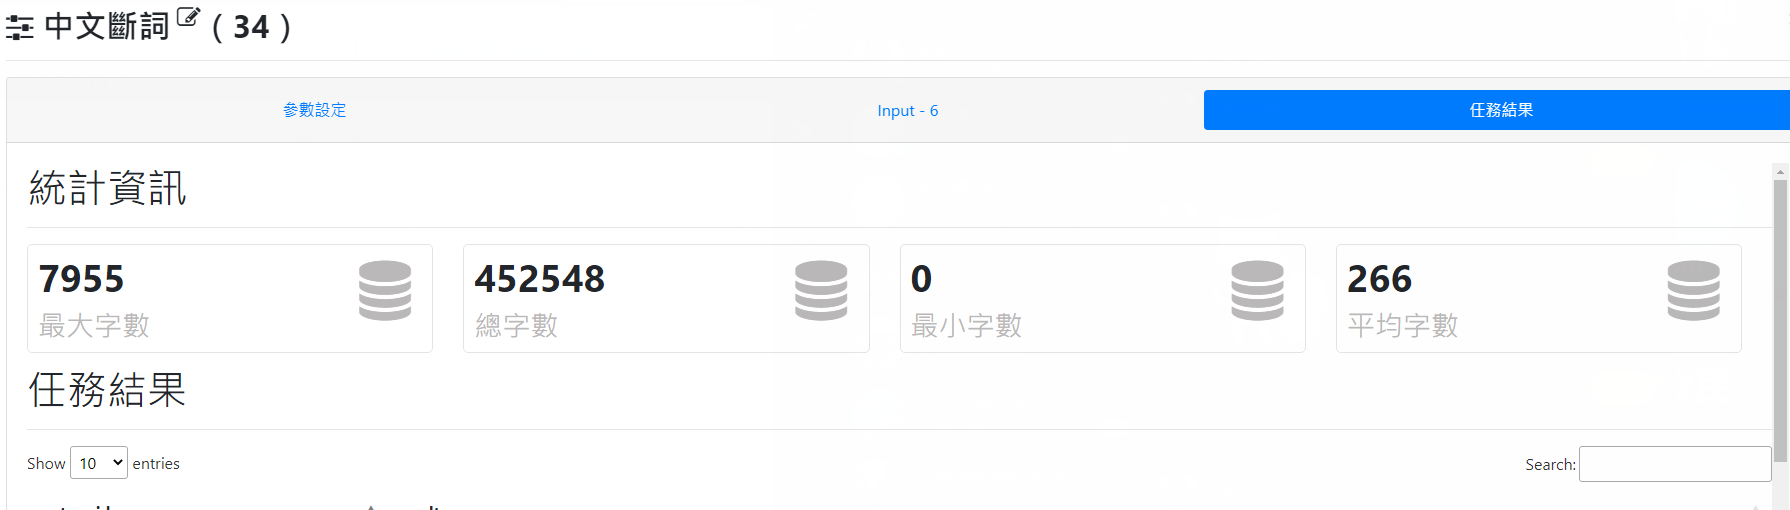 中文斷詞 ( 34 )
參數設定 Input - 6 任務結果
統計資訊
7955 452548 0 266
最大字數 總字數 最小字數 平均字數
任務結果
Show 10 entries Search: